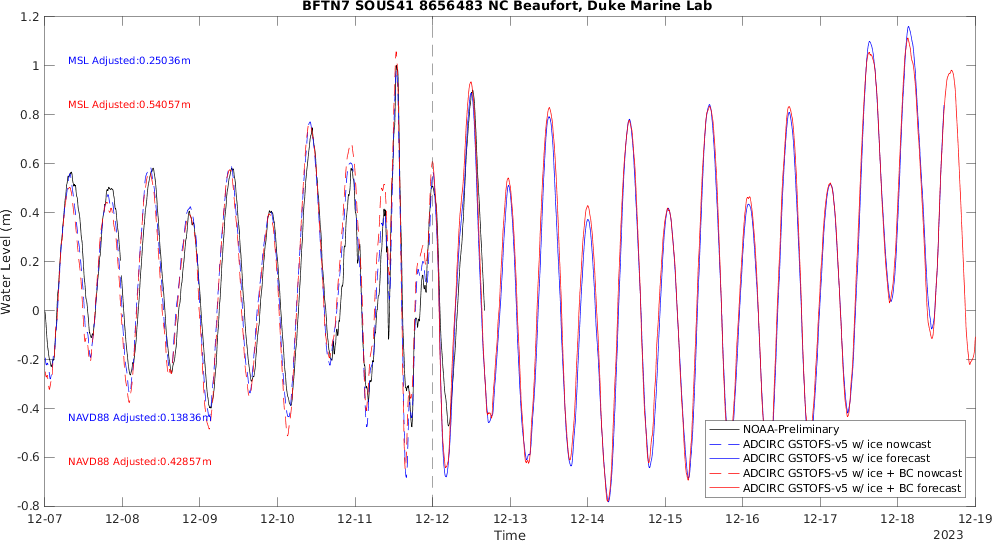 BFTN7 SOUS41 8656483 NC Beaufort, Duke Marine Lab
1.2
1
0.8
0.6
0.4
0.2
0
-0.2
-0.4
-0.6
-0.8
Water Level (m)
MSL Adjusted:0.25036m
MSL Adjusted:0.54057m
NAVD88 Adjusted:0.13836m
NAVD88 Adjusted:0.42857m
NOAA-Preliminary
ADCIRC GSTOFS-v5 w/ ice nowcast
ADCIRC GSTOFS-v5 w/ ice forecast
ADCIRC GSTOFS-v5 w/ ice + BC nowcast
ADCIRC GSTOFS-v5 w/ ice + BC forecast
12-07 12-08 12-09 12-10 12-11 12-12 12-13 12-14 12-15 12-16 12-17 12-18 12-19
Time
2023